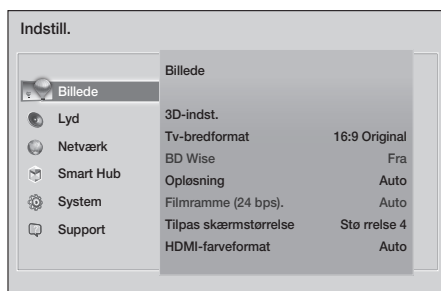 Indstill.
Billede
Lyd
Netværk
Smart Hub
System
Support
Billede
3D-indst.
Tv-bredformat 16:9 Original
BD Wise Fra
Opløsning Auto
Filmramme (24 bps). Auto
Tilpas skærmstørrelse Stø rrelse 4
HDMI-farveformat Auto